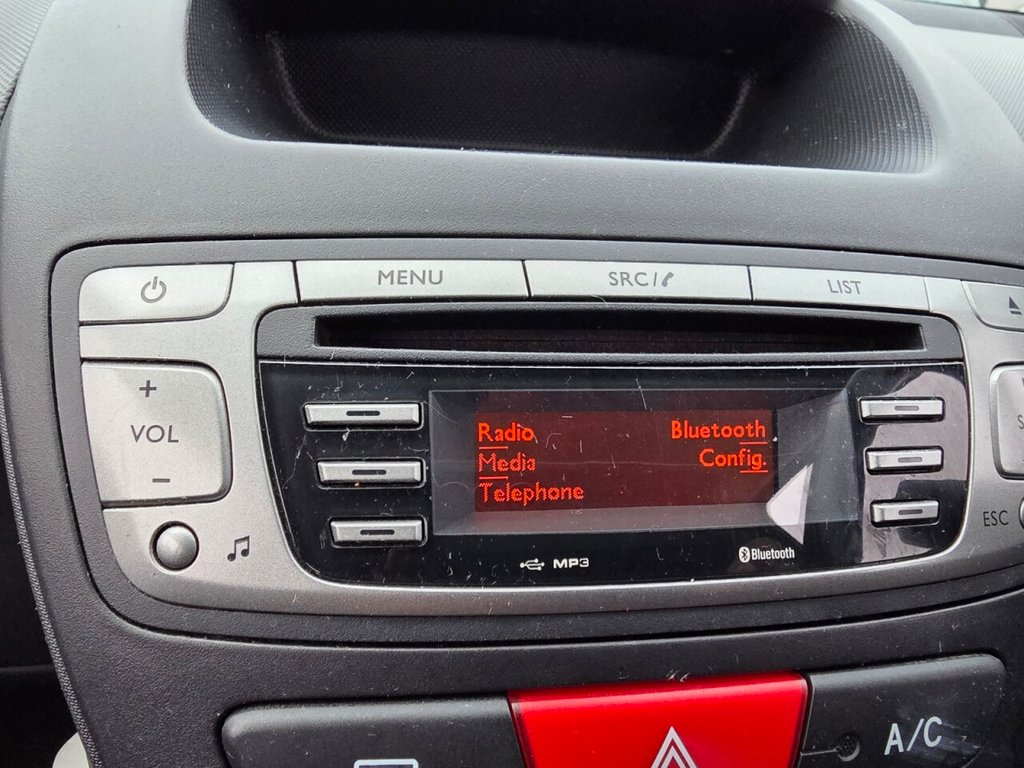 MENU
SRC/
LIST
+
VOL
−
Radio
Media
Telephone
Bluetooth
Config.
MP3
Bluetooth
ESC
A/C